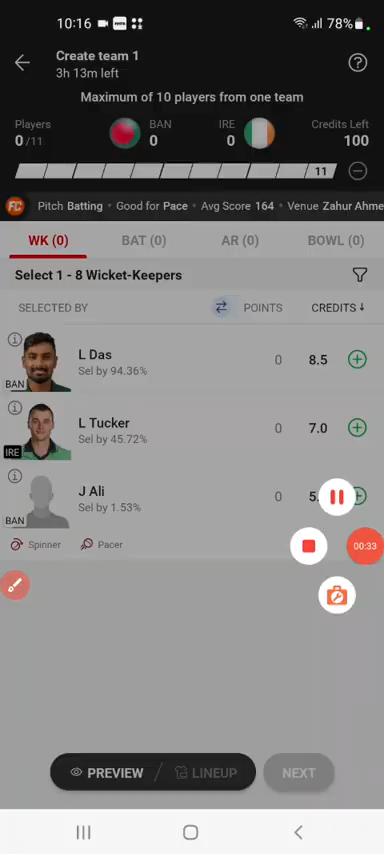 10:16 78%
Create team 1
3h 13m left
Maximum of 10 players from one team
Players BAN IRE Credits Left
0/11 0 0 100
11
FC Pitch Batting • Good for Pace • Avg Score 164 • Venue Zahur Ahme
WK (0) BAT (0) AR (0) BOWL (0)
Select 1 - 8 Wicket-Keepers
SELECTED BY POINTS CREDITS ↓
L Das
Sel by 94.36% 0 8.5
BAN
L Tucker
Sel by 45.72% 0 7.0
IRE
J Ali
Sel by 1.53% 0 5.
BAN
Spinner Pacer
00:33
PREVIEW / LINEUP NEXT